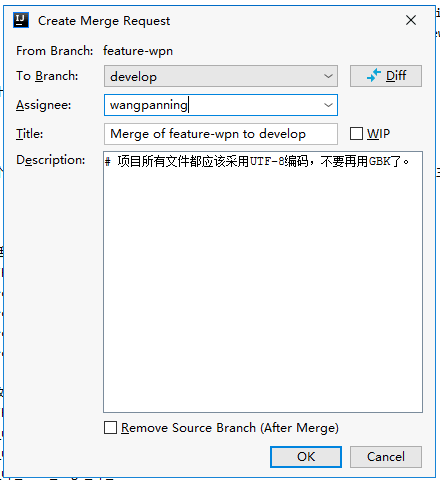 IJ
Create Merge Request
From Branch: feature-wpn
To Branch: develop Diff
Assignee: wangpanning
Title: Merge of feature-wpn to develop WIP
Description: # 项目所有文件都应该采用UTF-8编码，不要再用GBK了。
Remove Source Branch (After Merge)
OK Cancel